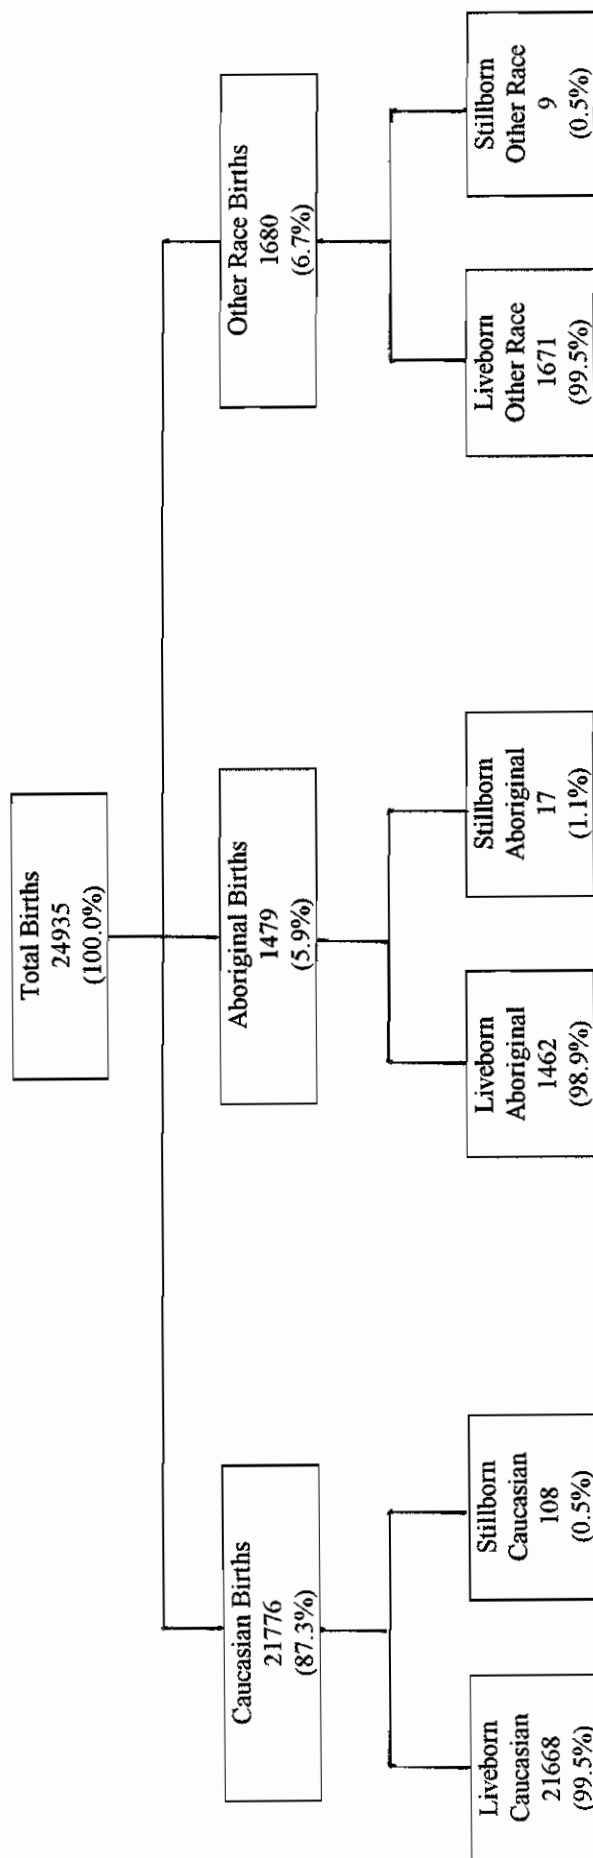 Total Births
24935
(100.0%)
Caucasian Births
21776
(87.3%)
Aboriginal Births
1479
(5.9%)
Other Race Births
1680
(6.7%)
Liveborn
Caucasian
21668
(99.5%)
Stillborn
Caucasian
108
(0.5%)
Liveborn
Aboriginal
1462
(98.9%)
Stillborn
Aboriginal
17
(1.1%)
Liveborn
Other Race
1671
(99.5%)
Stillborn
Other Race
9
(0.5%)